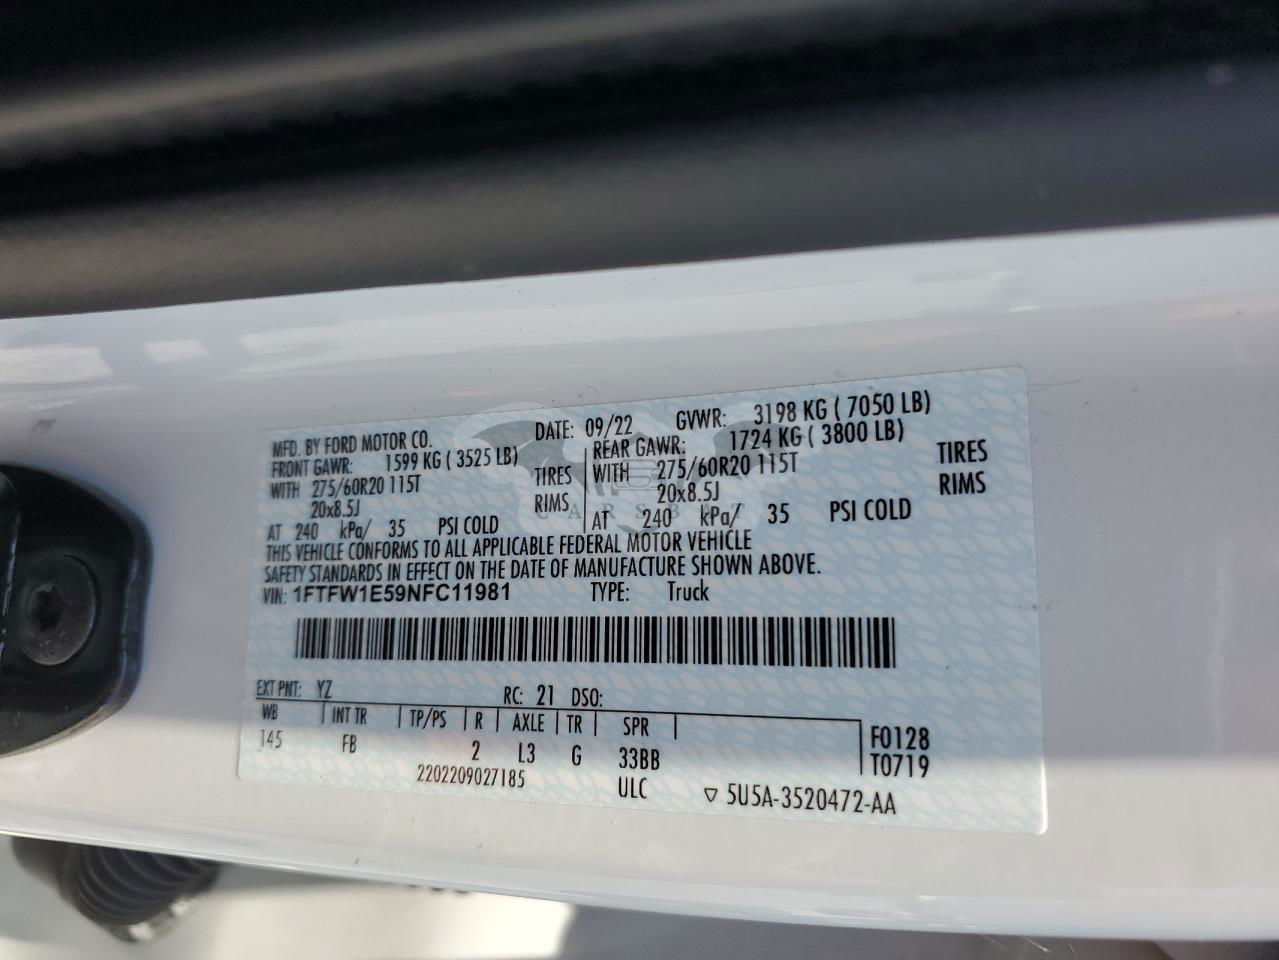 MFD. BY FORD MOTOR CO. DATE: 09/22 GVWR: 3198 KG ( 7050 LB)
FRONT GAWR: 1599 KG ( 3525 LB) REAR GAWR: 1724 KG ( 3800 LB)
WITH 275/60R20 115T TIRES WITH 275/60R20 115T TIRES
20x8.5J RIMS 20x8.5J RIMS
AT 240 kPa/ 35 PSI COLD AT 240 kPa/ 35 PSI COLD
THIS VEHICLE CONFORMS TO ALL APPLICABLE FEDERAL MOTOR VEHICLE
SAFETY STANDARDS IN EFFECT ON THE DATE OF MANUFACTURE SHOWN ABOVE.
VIN: 1FTFW1E59NFC11981 TYPE: Truck
EXT PNT: YZ RC: 21 DSO:
WB INT TR TP/PS R AXLE TR SPR F0128
145 FB 2 L3 G 33BB T0719
2202209027185 ULC ▽ 5U5A-3520472-AA